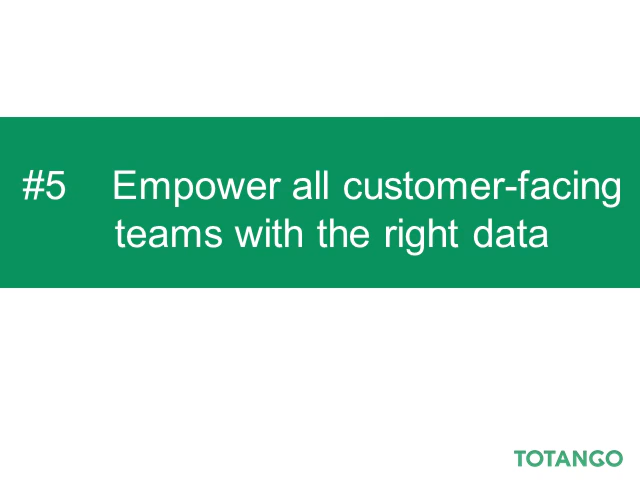 #5 Empower all customer-facing
teams with the right data
TOTANGO